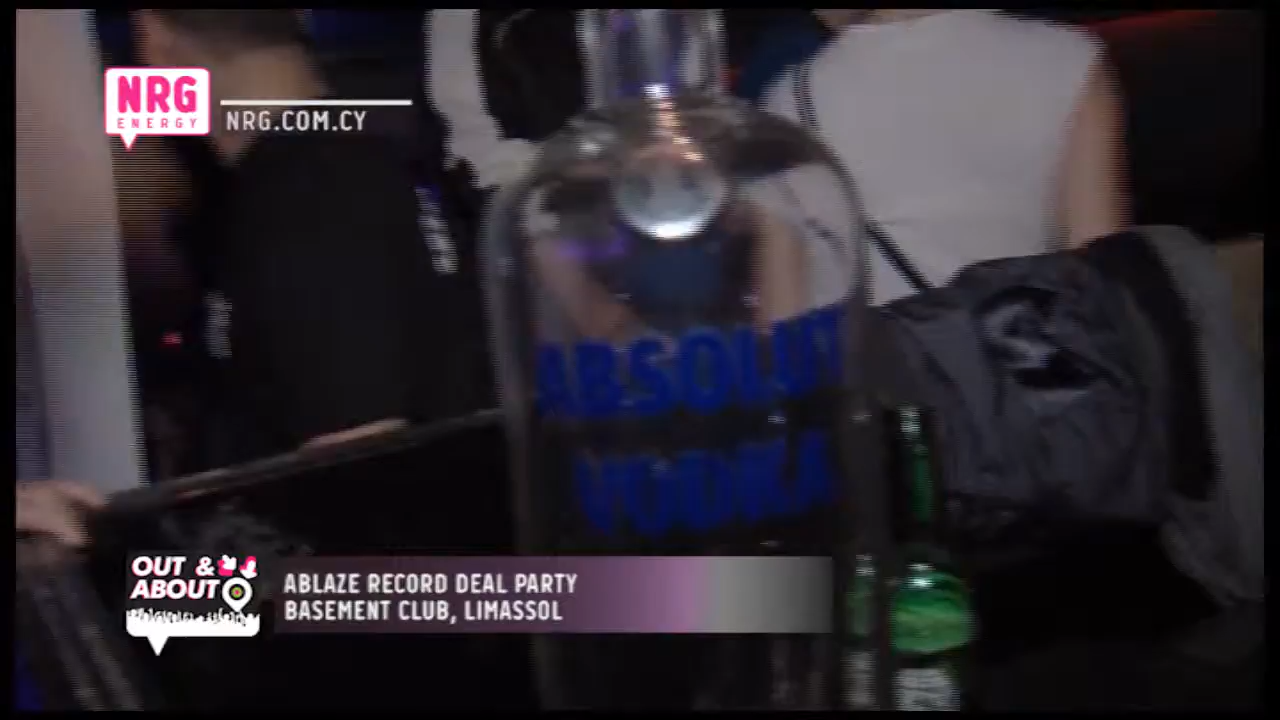 NRG
ENERGY
NRG.COM.CY
ABSOLUT
VODKA
OUT &
ABOUT
ABLAZE RECORD DEAL PARTY
BASEMENT CLUB, LIMASSOL